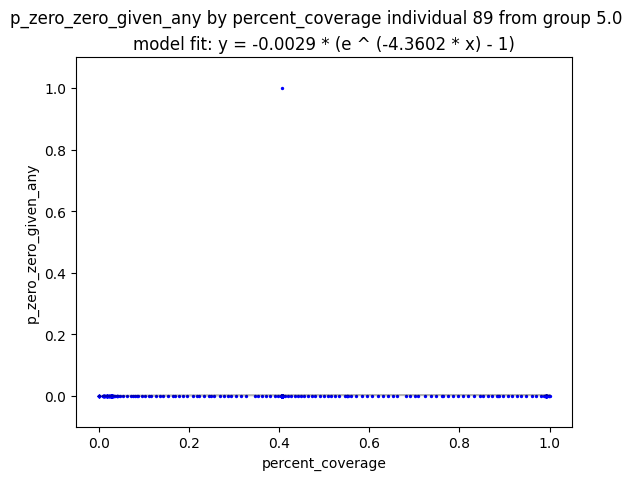 p_zero_zero_given_any by percent_coverage individual 89 from group 5.0
model fit: y = -0.0029 * (e ^ (-4.3602 * x) - 1)
1.0
0.8
0.6
0.4
0.2
0.0
p_zero_zero_given_any
0.0 0.2 0.4 0.6 0.8 1.0
percent_coverage